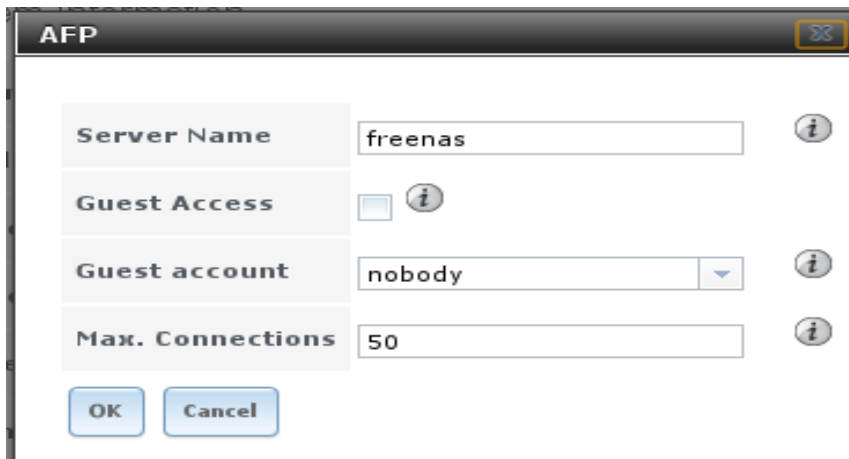 AFP
Server Name freenas
Guest Access
Guest account nobody
Max. Connections 50
OK Cancel